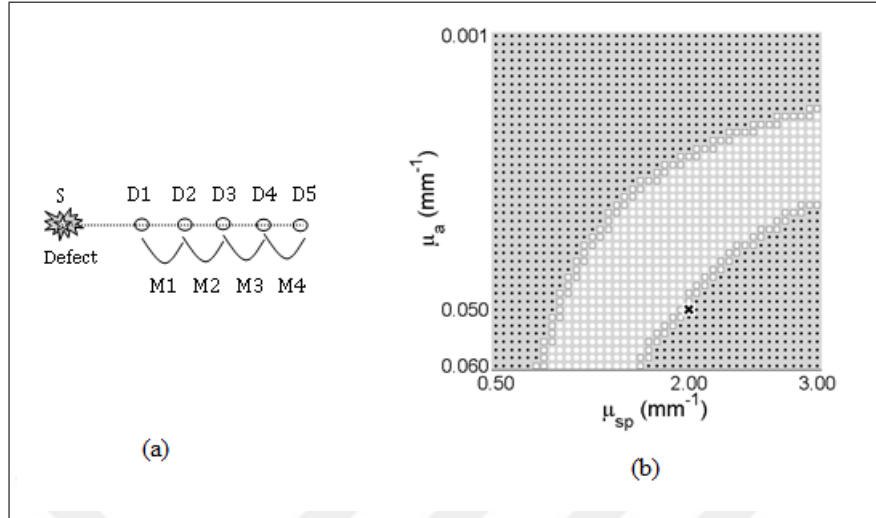 S D1 D2 D3 D4 D5
Defect
M1 M2 M3 M4
(a)
0.001
μa (mm-1)
0.050
0.060
0.50 2.00 3.00
μsp (mm-1)
(b)